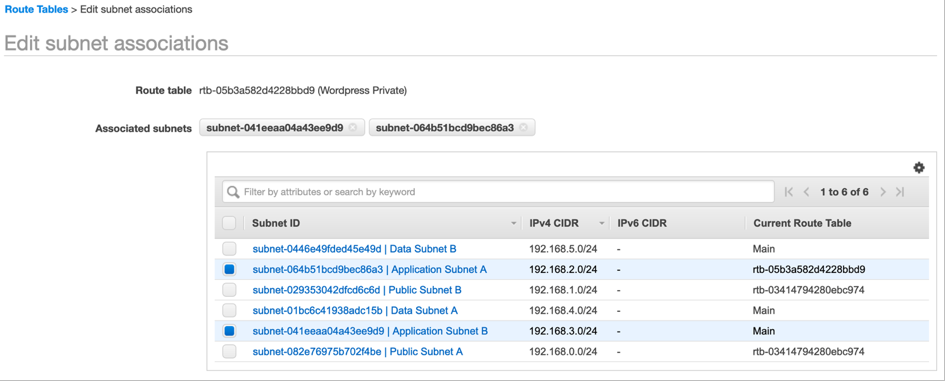 Route Tables > Edit subnet associations
Edit subnet associations
Route table rtb-05b3a582d4228bbd9 (Wordpress Private)
Associated subnets subnet-041eeaa04a43ee9d9 subnet-064b51bcd9bec86a3
Filter by attributes or search by keyword 1 to 6 of 6
Subnet ID IPv4 CIDR IPv6 CIDR Current Route Table
subnet-0446e49fded45e49d | Data Subnet B 192.168.5.0/24 - Main
subnet-064b51bcd9bec86a3 | Application Subnet A 192.168.2.0/24 - rtb-05b3a582d4228bbd9
subnet-029353042dfcd6c6d | Public Subnet B 192.168.1.0/24 - rtb-03414794280ebc974
subnet-01bc6c41938adc15b | Data Subnet A 192.168.4.0/24 - Main
subnet-041eeaa04a43ee9d9 | Application Subnet B 192.168.3.0/24 - Main
subnet-082e76975b702f4be | Public Subnet A 192.168.0.0/24 - rtb-03414794280ebc974